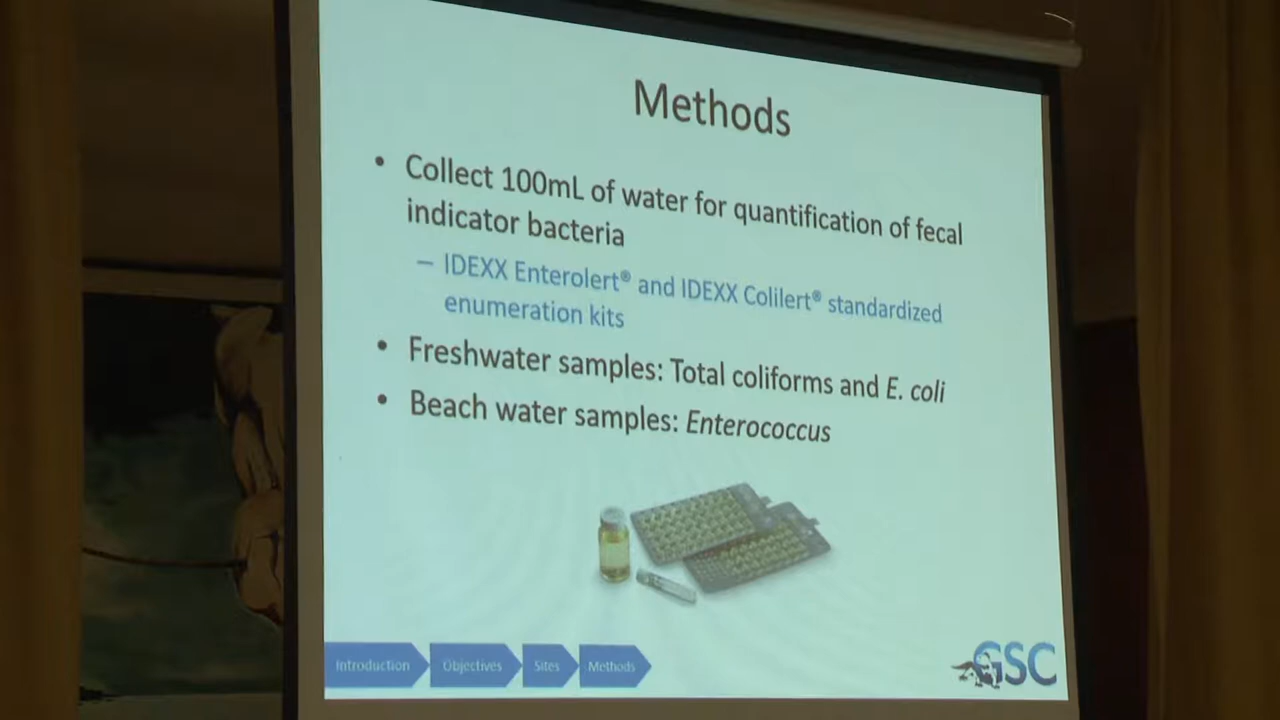 Methods
• Collect 100mL of water for quantification of fecal
indicator bacteria
– IDEXX Enterolert® and IDEXX Colilert® standardized
enumeration kits
• Freshwater samples: Total coliforms and E. coli
• Beach water samples: Enterococcus
Introduction Objectives Sites Methods
GSC